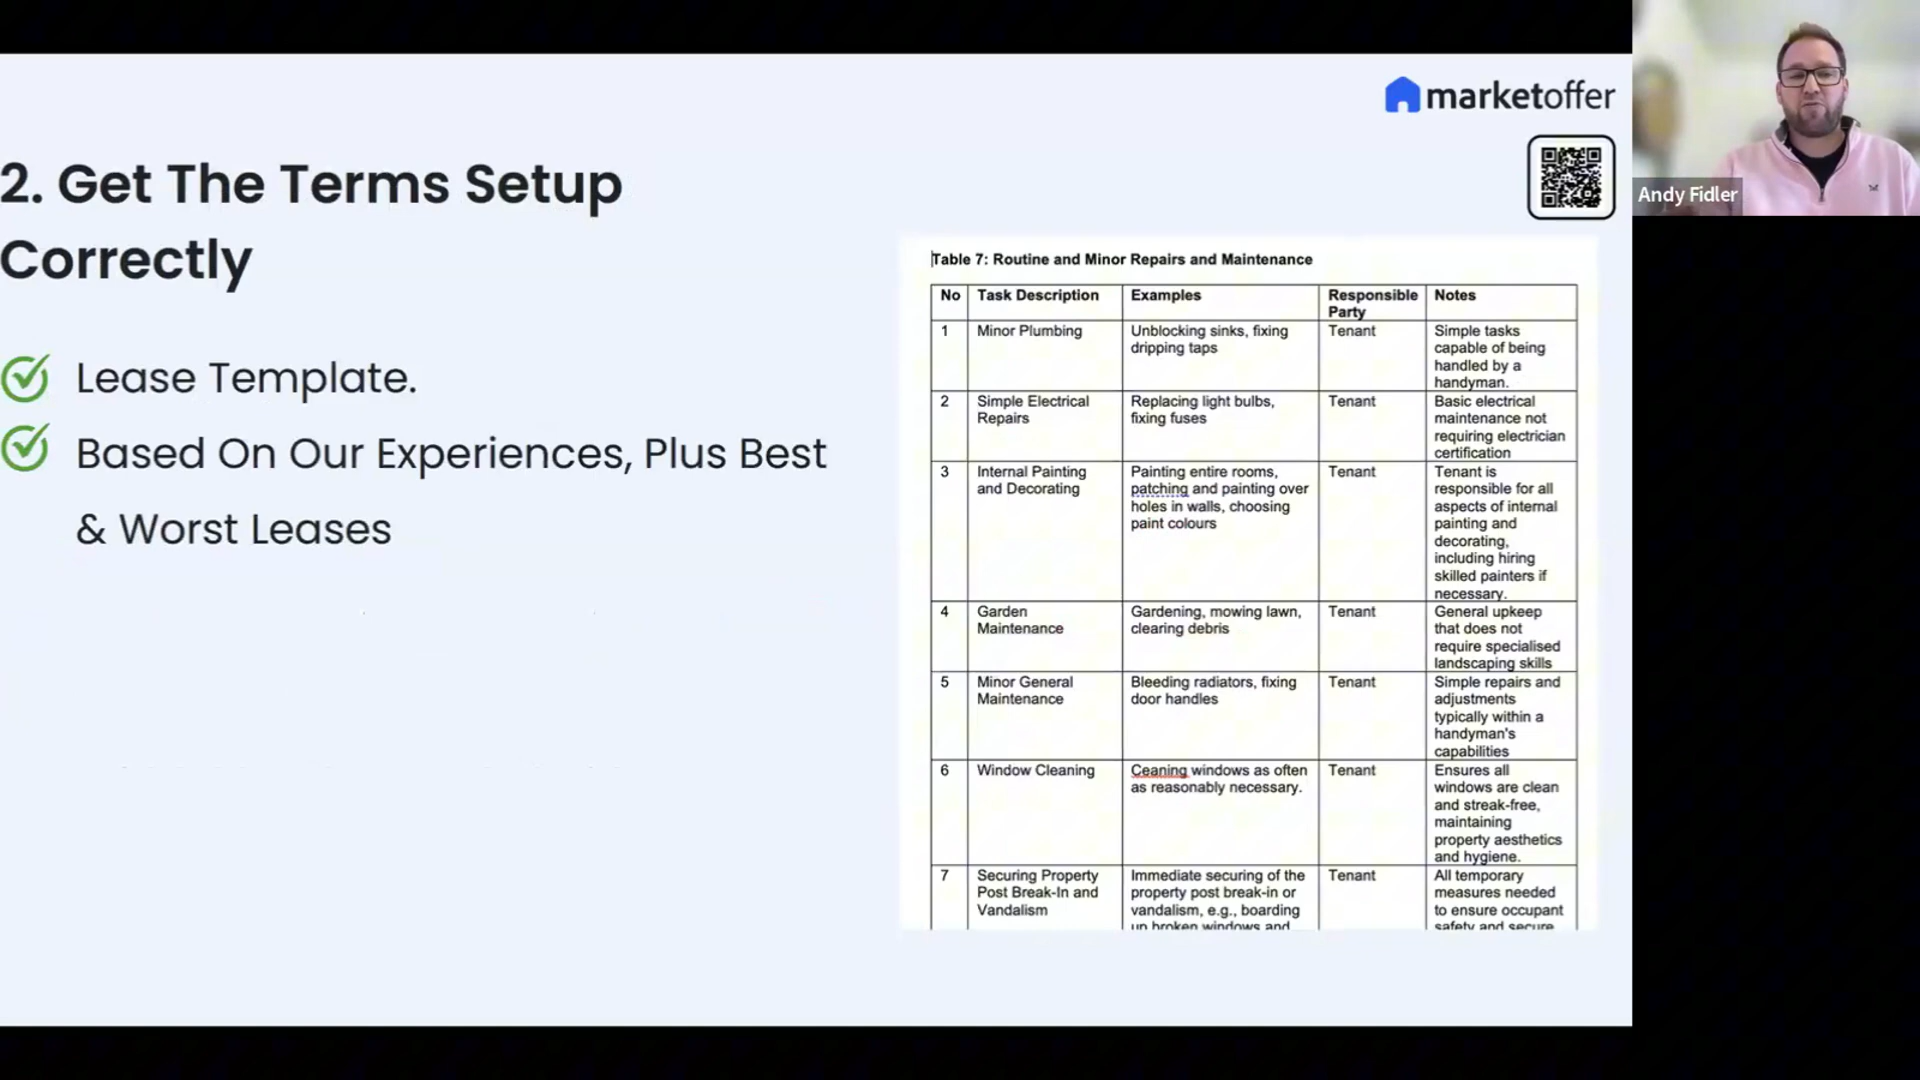 marketoffer
Andy Fidler
2. Get The Terms Setup
Correctly
Lease Template.
Based On Our Experiences, Plus Best
& Worst Leases
Table 7: Routine and Minor Repairs and Maintenance
No Task Description Examples Responsible Party Notes
1 Minor Plumbing Unblocking sinks, fixing dripping taps Tenant Simple tasks capable of being handled by a handyman.
2 Simple Electrical Repairs Replacing light bulbs, fixing fuses Tenant Basic electrical maintenance not requiring electrician certification
3 Internal Painting and Decorating Painting entire rooms, patching and painting over holes in walls, choosing paint colours Tenant Tenant is responsible for all aspects of internal painting and decorating, including hiring skilled painters if necessary.
4 Garden Maintenance Gardening, mowing lawn, clearing debris Tenant General upkeep that does not require specialised landscaping skills
5 Minor General Maintenance Bleeding radiators, fixing door handles Tenant Simple repairs and adjustments typically within a handyman's capabilities
6 Window Cleaning Ceaning windows as often as reasonably necessary. Tenant Ensures all windows are clean and streak-free, maintaining property aesthetics and hygiene.
7 Securing Property Post Break-In and Vandalism Immediate securing of the property post break-in or vandalism, e.g., boarding up broken windows and Tenant All temporary measures needed to ensure occupant safety and secure